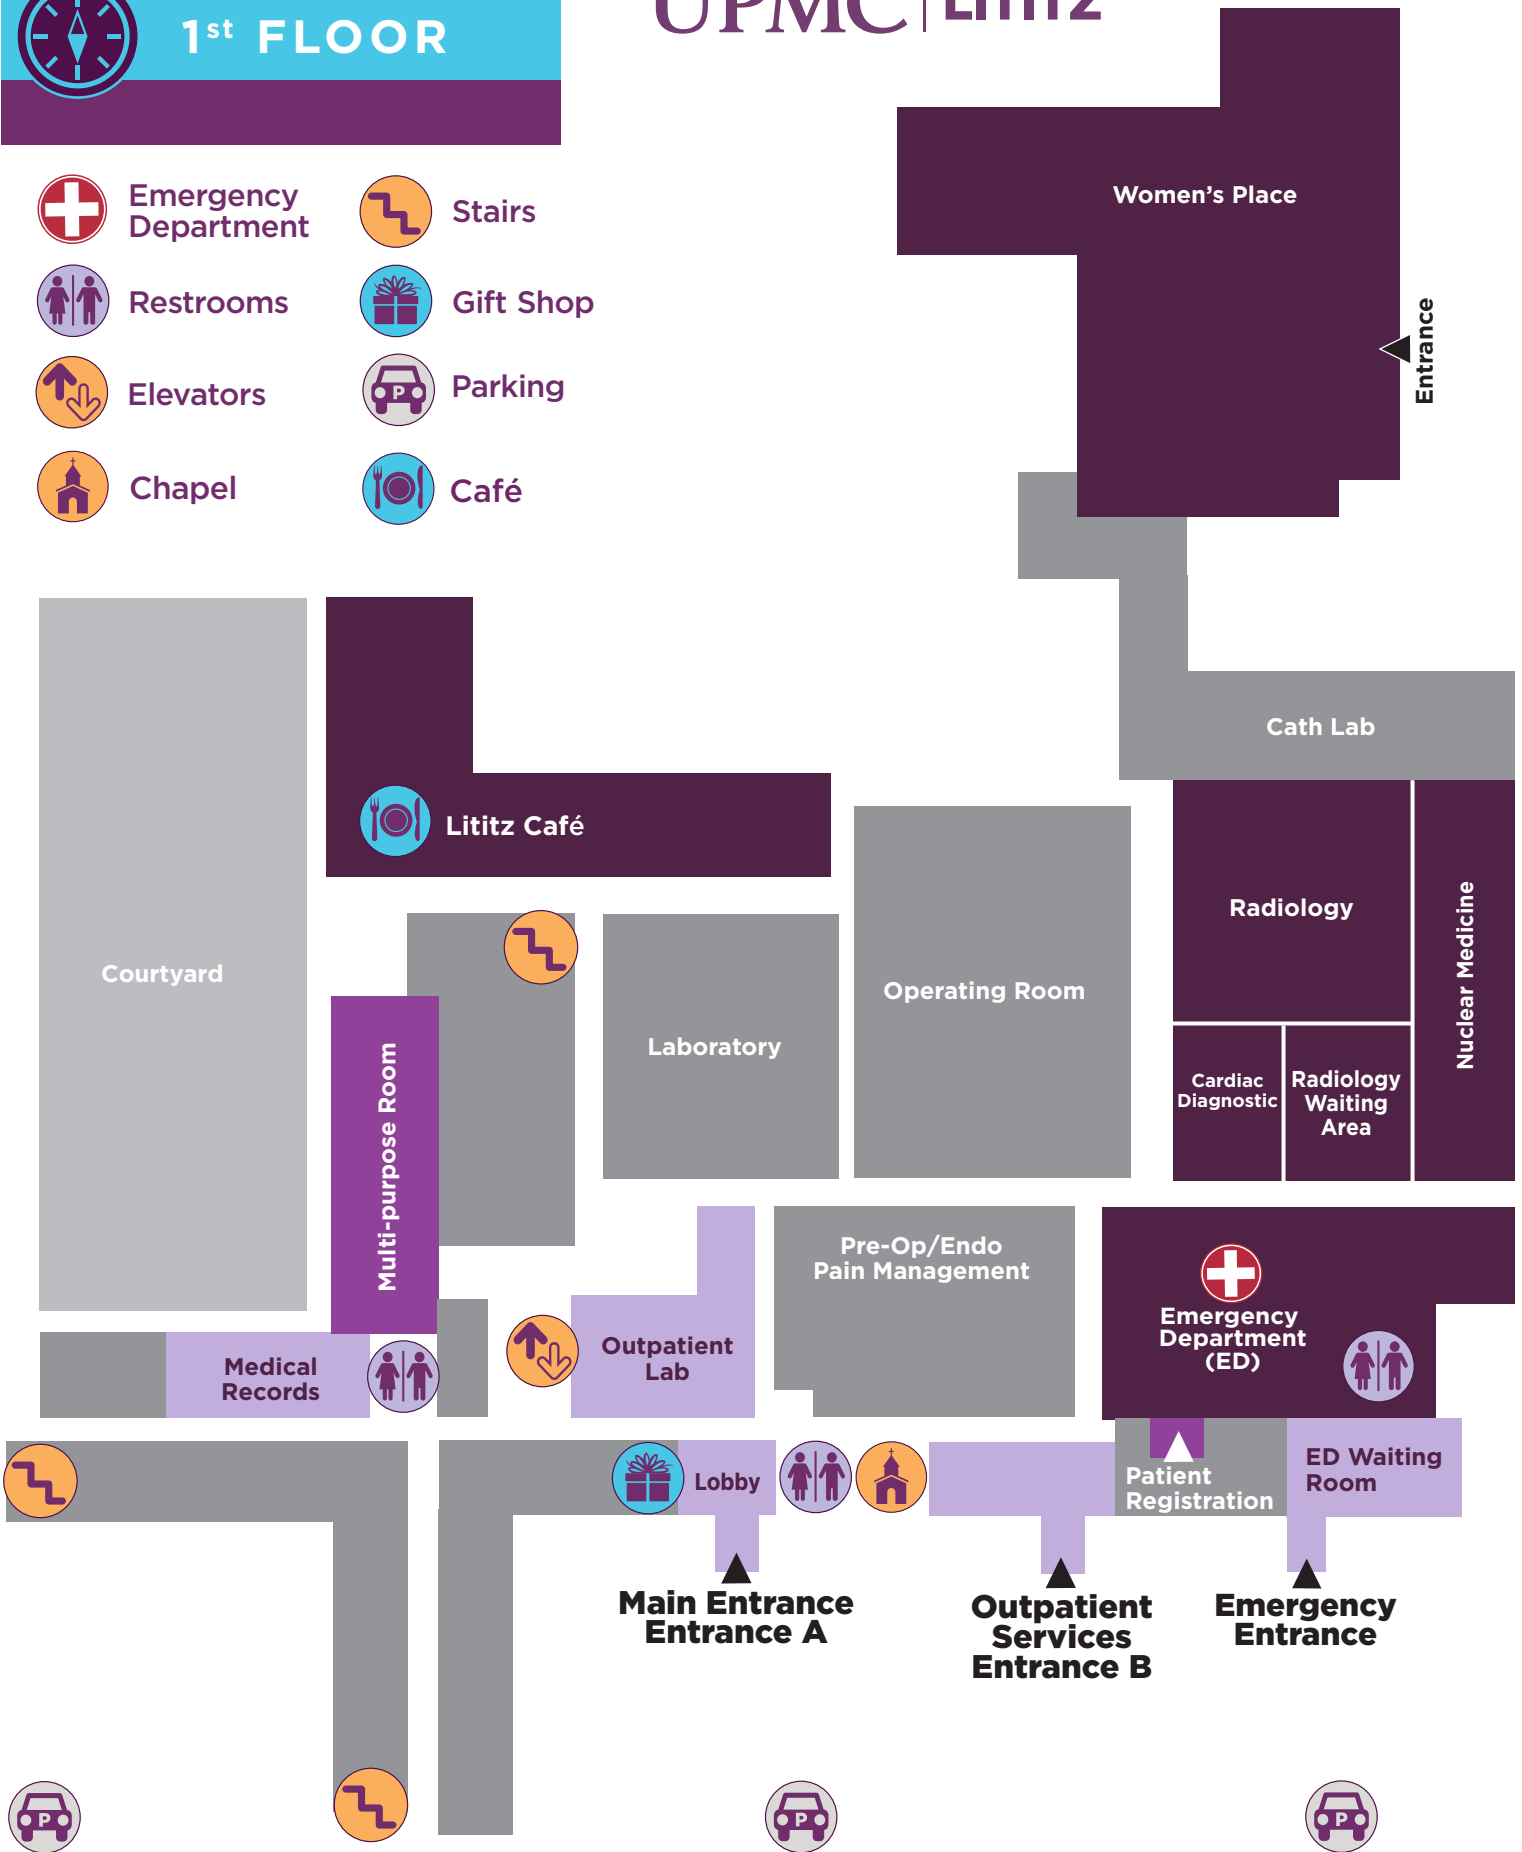 1st FLOOR
UPMC | Lititz
Emergency
Department
Stairs
Restrooms
Gift Shop
Elevators
Parking
P
Chapel
Café
Women's Place
Entrance
Cath Lab
Lititz Café
Radiology
Nuclear Medicine
Courtyard
Operating Room
Laboratory
Multi-purpose Room
Cardiac
Diagnostic
Radiology
Waiting
Area
Pre-Op/Endo
Pain Management
Emergency
Department
(ED)
Outpatient
Lab
Medical
Records
Lobby
Patient
Registration
ED Waiting
Room
Main Entrance
Entrance A
Outpatient
Services
Entrance B
Emergency
Entrance
P
P
P